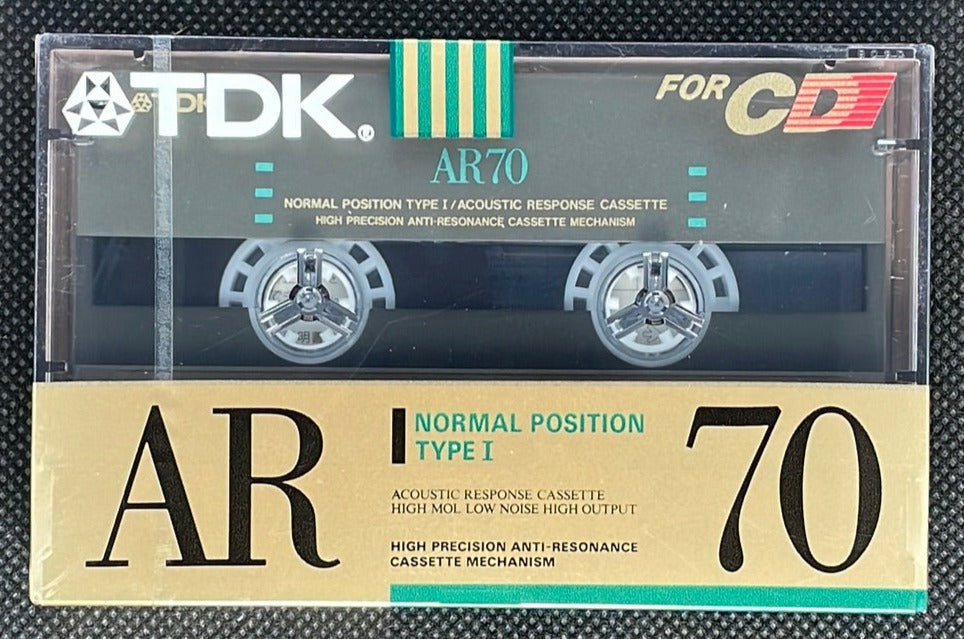 TDK
FOR CD
AR70
NORMAL POSITION TYPE I/ACOUSTIC RESPONSE CASSETTE
HIGH PRECISION ANTI-RESONANCE CASSETTE MECHANISM
AR
NORMAL POSITION
TYPE I
ACOUSTIC RESPONSE CASSETTE
HIGH MOL LOW NOISE HIGH OUTPUT
HIGH PRECISION ANTI-RESONANCE
CASSETTE MECHANISM
70